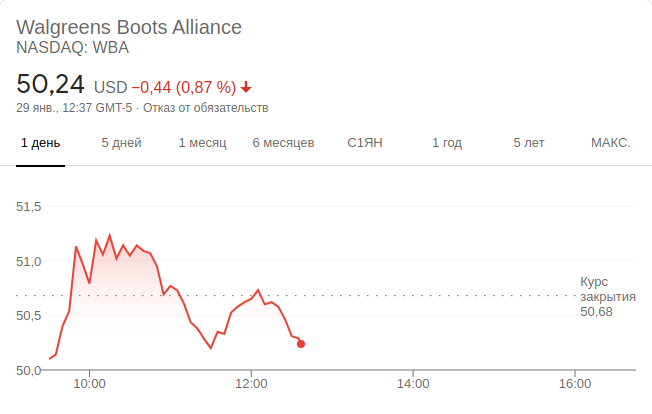 Walgreens Boots Alliance
NASDAQ: WBA
50,24 USD −0,44 (0,87 %) ↓
29 янв., 12:37 GMT-5 · Отказ от обязательств
1 день 5 дней 1 месяц 6 месяцев С1ЯН 1 год 5 лет МАКС.
51,5
51,0
Курс
закрытия
50,68
50,5
50,0
10:00 12:00 14:00 16:00